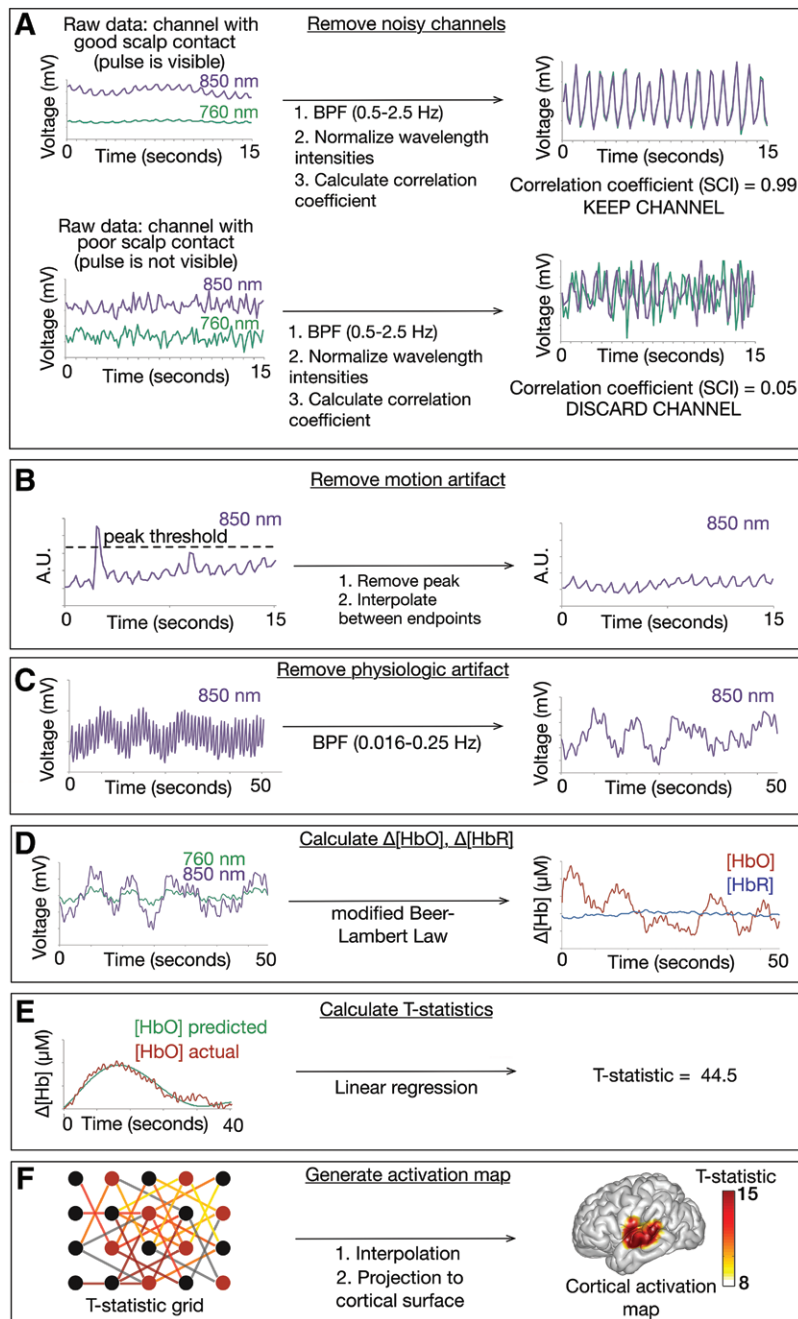 A
Remove noisy channels
Raw data: channel with
good scalp contact
(pulse is visible)
850 nm
760 nm
Voltage (mV)
0
15
Time (seconds)
1. BPF (0.5-2.5 Hz)
2. Normalize wavelength
intensities
3. Calculate correlation
coefficient
Voltage (mV)
0
15
Time (seconds)
Correlation coefficient (SCI) = 0.99
KEEP CHANNEL
Raw data: channel with
poor scalp contact
(pulse is not visible)
850 nm
760 nm
Voltage (mV)
0
15
Time (seconds)
1. BPF (0.5-2.5 Hz)
2. Normalize wavelength
intensities
3. Calculate correlation
coefficient
Voltage (mV)
0
15
Time (seconds)
Correlation coefficient (SCI) = 0.05
DISCARD CHANNEL
B
Remove motion artifact
850 nm
peak threshold
A.U.
0
15
Time (seconds)
1. Remove peak
2. Interpolate
between endpoints
850 nm
A.U.
0
15
Time (seconds)
C
Remove physiologic artifact
850 nm
Voltage (mV)
0
50
Time (seconds)
BPF (0.016-0.25 Hz)
850 nm
Voltage (mV)
0
50
Time (seconds)
D
Calculate Δ[HbO], Δ[HbR]
760 nm
850 nm
Voltage (mV)
0
50
Time (seconds)
modified Beer-
Lambert Law
[HbO]
[HbR]
Δ[Hb] (µM)
0
50
Time (seconds)
E
Calculate T-statistics
[HbO] predicted
[HbO] actual
Δ[Hb] (µM)
0
Time (seconds)
40
Linear regression
T-statistic = 44.5
F
Generate activation map
T-statistic grid
1. Interpolation
2. Projection to
cortical surface
T-statistic
15
8
Cortical activation
map